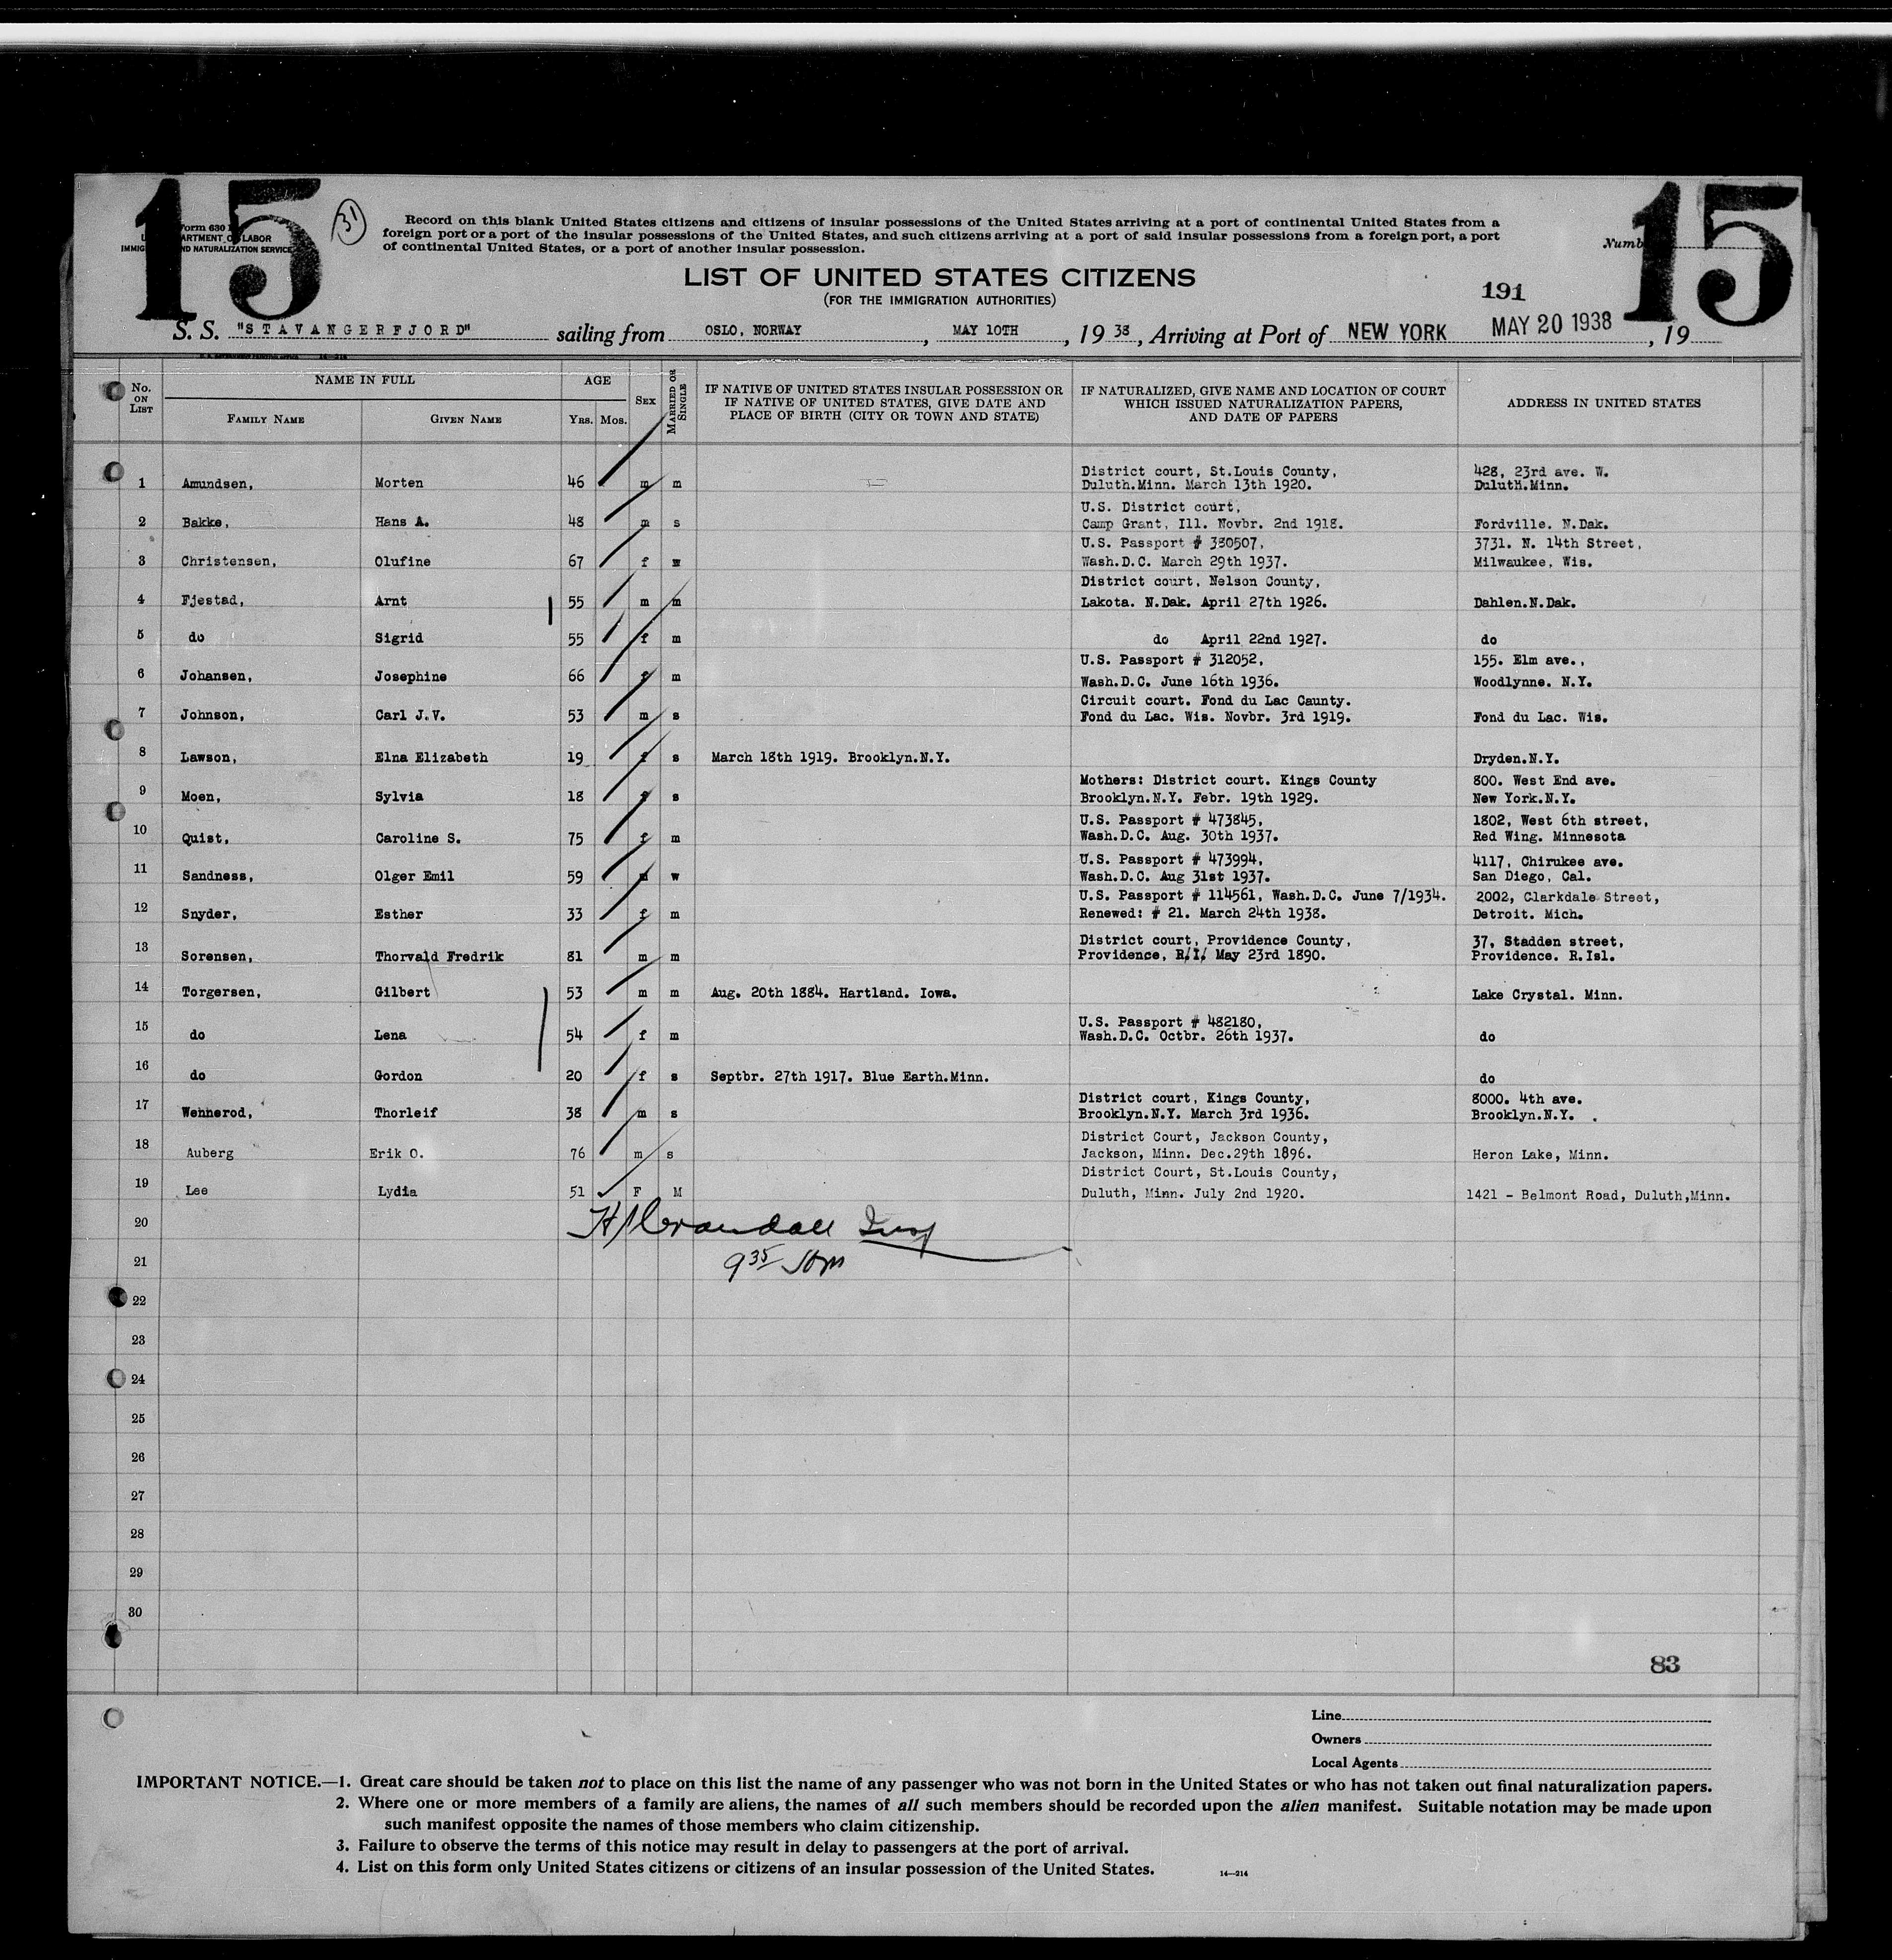 15
15
31
Record on this blank United States citizens and citizens of insular possessions of the United States arriving at a port of continental United States from a
foreign port or a port of the insular possessions of the United States, and such citizens arriving at a port of said insular possessions from a foreign port, a port
of continental United States, or a port of another insular possession.
Form 630
LABOR
NATURALIZATION SERVICE
LIST OF UNITED STATES CITIZENS
(FOR THE IMMIGRATION AUTHORITIES)
191
S. S. "STAVANGERFJORD" sailing from OSLO, NORWAY, MAY 10TH, 19 38, Arriving at Port of NEW YORK MAY 20 1938, 19
No. ON LIST
NAME IN FULL
FAMILY NAME
GIVEN NAME
AGE
YRS. MOS.
SEX
MARRIED OR SINGLE
IF NATIVE OF UNITED STATES INSULAR POSSESSION OR
IF NATIVE OF UNITED STATES, GIVE DATE AND
PLACE OF BIRTH (CITY OR TOWN AND STATE)
IF NATURALIZED, GIVE NAME AND LOCATION OF COURT
WHICH ISSUED NATURALIZATION PAPERS,
AND DATE OF PAPERS
ADDRESS IN UNITED STATES
District court, St.Louis County, 428, 23rd ave. W.
1 Amundsen, Morten 46 m m Duluth.Minn. March 13th 1920. Duluth.Minn.
U.S. District court,
2 Bakke, Hans A. 48 m s Camp Grant, Ill. Novbr. 2nd 1918. Fordville. N.Dak.
U.S. Passport # 330507, 3731. N. 14th Street,
3 Christensen, Olufine 67 f w Wash.D.C. March 29th 1937. Milwaukee, Wis.
District court, Nelson County,
4 Fjestad, Arnt 55 m m Lakota. N.Dak. April 27th 1926. Dahlen.N.Dak.
5 do Sigrid 55 f m do April 22nd 1927. do
U.S. Passport # 312052, 155. Elm ave.,
6 Johansen, Josephine 66 f m Wash.D.C. June 16th 1936. Woodlynne. N.Y.
Circuit court. Fond du Lac Caunty.
7 Johnson, Carl J.V. 53 m s Fond du Lac. Wis. Novbr. 3rd 1919. Fond du Lac. Wis.
8 Lawson, Elna Elizabeth 19 f s March 18th 1919. Brooklyn.N.Y. Dryden.N.Y.
Mothers: District court. Kings County 800. West End ave.
9 Moen, Sylvia 18 f s Brooklyn.N.Y. Febr. 19th 1929. New York.N.Y.
U.S. Passport # 473845, 1802, West 6th street,
10 Quist, Caroline S. 75 f m Wash.D.C. Aug. 30th 1937. Red Wing. Minnesota
U.S. Passport # 473994, 4117, Chirukee ave.
11 Sandness, Olger Emil 59 m w Wash.D.C. Aug 31st 1937. San Diego, Cal.
U.S. Passport # 114561, Wash.D.C. June 7/1934. 2002, Clarkdale Street,
12 Snyder, Esther 33 f m Renewed: # 21. March 24th 1938. Detroit. Mich.
District court, Providence County, 37, Stadden street,
13 Sorensen, Thorvald Fredrik 81 m m Providence, R.I. May 23rd 1890. Providence. R.Isl.
14 Torgersen, Gilbert 53 m m Aug. 20th 1884. Hartland. Iowa. Lake Crystal. Minn.
U.S. Passport # 482180,
15 do Lena 54 f m Wash.D.C. Octbr. 26th 1937. do
16 do Gordon 20 f s Septbr. 27th 1917. Blue Earth.Minn. do
District court, Kings County, 8000. 4th ave.
17 Wennerod, Thorleif 38 m s Brooklyn.N.Y. March 3rd 1936. Brooklyn.N.Y.
District Court, Jackson County,
18 Auberg Erik O. 76 m s Jackson, Minn. Dec.29th 1896. Heron Lake, Minn.
District Court, St.Louis County,
19 Lee Lydia 51 F M Duluth, Minn. July 2nd 1920. 1421 - Belmont Road, Duluth,Minn.
20 Crandall Insp
21 9 35
22
23
24
25
26
27
28
29
30
83
Line
Owners
Local Agents
IMPORTANT NOTICE.—1. Great care should be taken not to place on this list the name of any passenger who was not born in the United States or who has not taken out final naturalization papers.
2. Where one or more members of a family are aliens, the names of all such members should be recorded upon the alien manifest. Suitable notation may be made upon
such manifest opposite the names of those members who claim citizenship.
3. Failure to observe the terms of this notice may result in delay to passengers at the port of arrival.
4. List on this form only United States citizens or citizens of an insular possession of the United States.
14—214